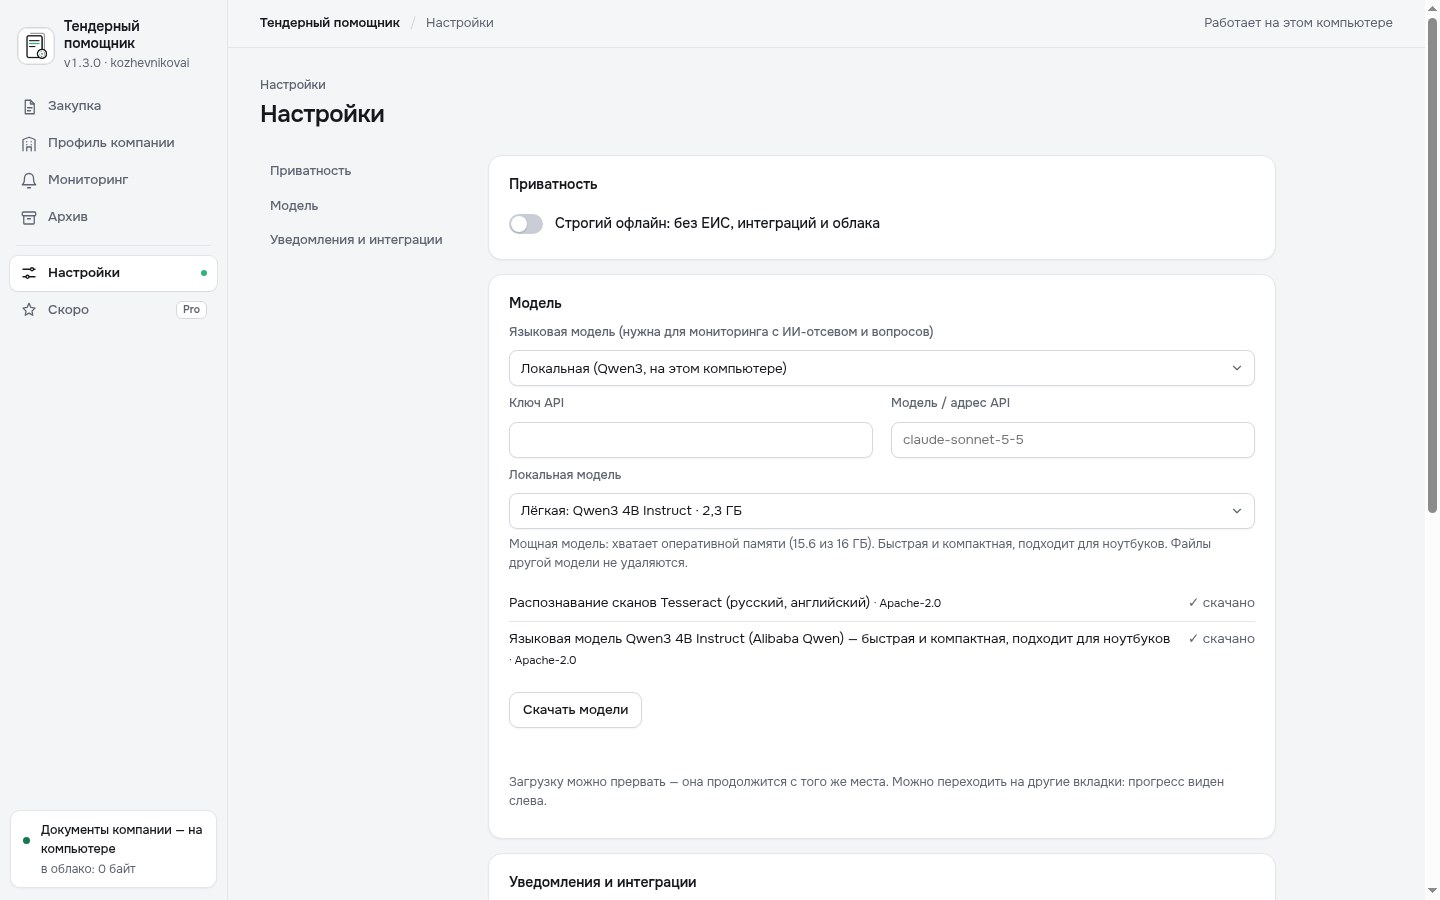 Тендерный
помощник
v1.3.0 · kozhevnikovai
Закупка
Профиль компании
Мониторинг
Архив
Настройки
Скоро
Pro
Документы компании — на
компьютере
в облако: 0 байт
Тендерный помощник / Настройки
Работает на этом компьютере
Настройки
Настройки
Приватность
Модель
Уведомления и интеграции
Приватность
Строгий офлайн: без ЕИС, интеграций и облака
Модель
Языковая модель (нужна для мониторинга с ИИ-отсевом и вопросов)
Локальная (Qwen3, на этом компьютере)
Ключ API
Модель / адрес API
claude-sonnet-5-5
Локальная модель
Лёгкая: Qwen3 4B Instruct · 2,3 ГБ
Мощная модель: хватает оперативной памяти (15.6 из 16 ГБ). Быстрая и компактная, подходит для ноутбуков. Файлы
другой модели не удаляются.
Распознавание сканов Tesseract (русский, английский) · Apache-2.0
✓ скачано
Языковая модель Qwen3 4B Instruct (Alibaba Qwen) — быстрая и компактная, подходит для ноутбуков
· Apache-2.0
✓ скачано
Скачать модели
Загрузку можно прервать — она продолжится с того же места. Можно переходить на другие вкладки: прогресс виден
слева.
Уведомления и интеграции